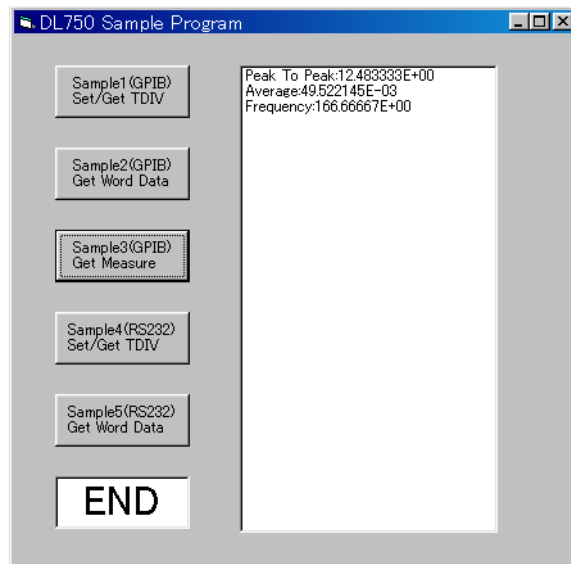 DL750 Sample Program
Sample1(GPIB)
Set/Get TDIV
Sample2(GPIB)
Get Word Data
Sample3(GPIB)
Get Measure
Sample4(RS232)
Set/Get TDIV
Sample5(RS232)
Get Word Data
END
Peak To Peak:12.483333E+00
Average:49.522145E-03
Frequency:166.66667E+00